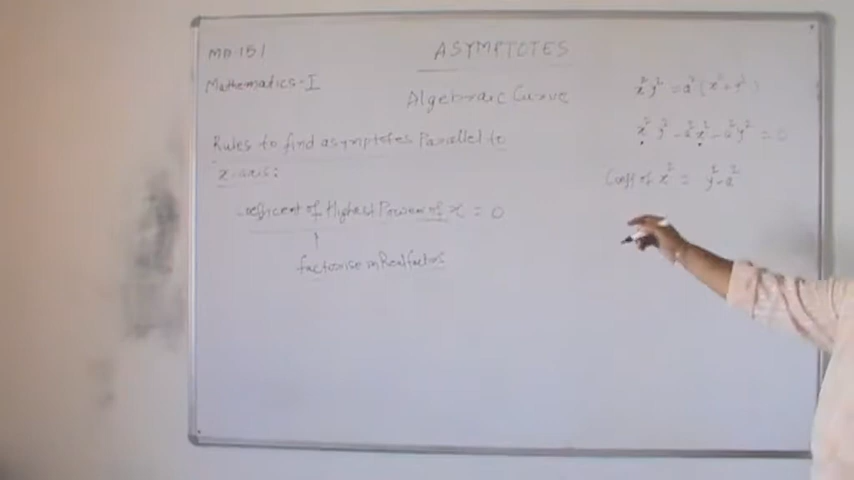 MA-151
ASYMPTOTES
Mathematics-I
Algebraic Curve
Rules to find asymptotes Parallel to
x-axis:
Coefficient of Highest Power of x = 0
↑
factorise in Real factors
x²y² = a²(x²+y²)
x²y² - a²x² - a²y² = 0
Coeff of x² = y²-a²